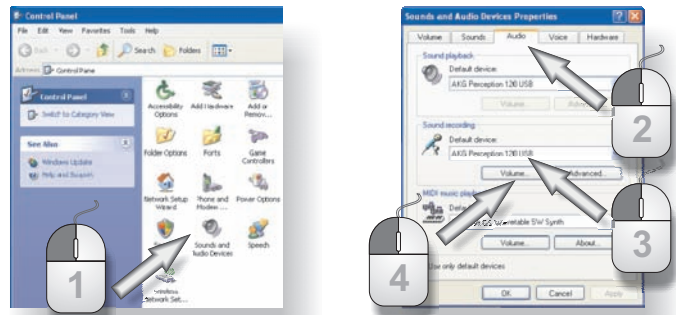 Control Panel
File Edit View Favorites Tools Help
Back Search Folders
Address Control Panel
Control Panel
Switch to Category View
See Also
Windows Update
Help and Support
Accessibility Options
Add Hardware
Add or Remov...
Folder Options
Fonts
Game Controllers
Network Setup Wizard
Phone and Modem ...
Power Options
Sounds and Audio Devices
Speech
Wireless Network Set...
1
Sounds and Audio Devices Properties
Volume Sounds Audio Voice Hardware
Sound playback
Default device:
AKG Perception 120 USB
Volume...
2
Sound recording
Default device:
AKG Perception 120 USB
Volume... Advanced...
3
MIDI music playback
Wavetable SW Synth
Volume... About...
4
Use only default devices
OK Cancel Apply